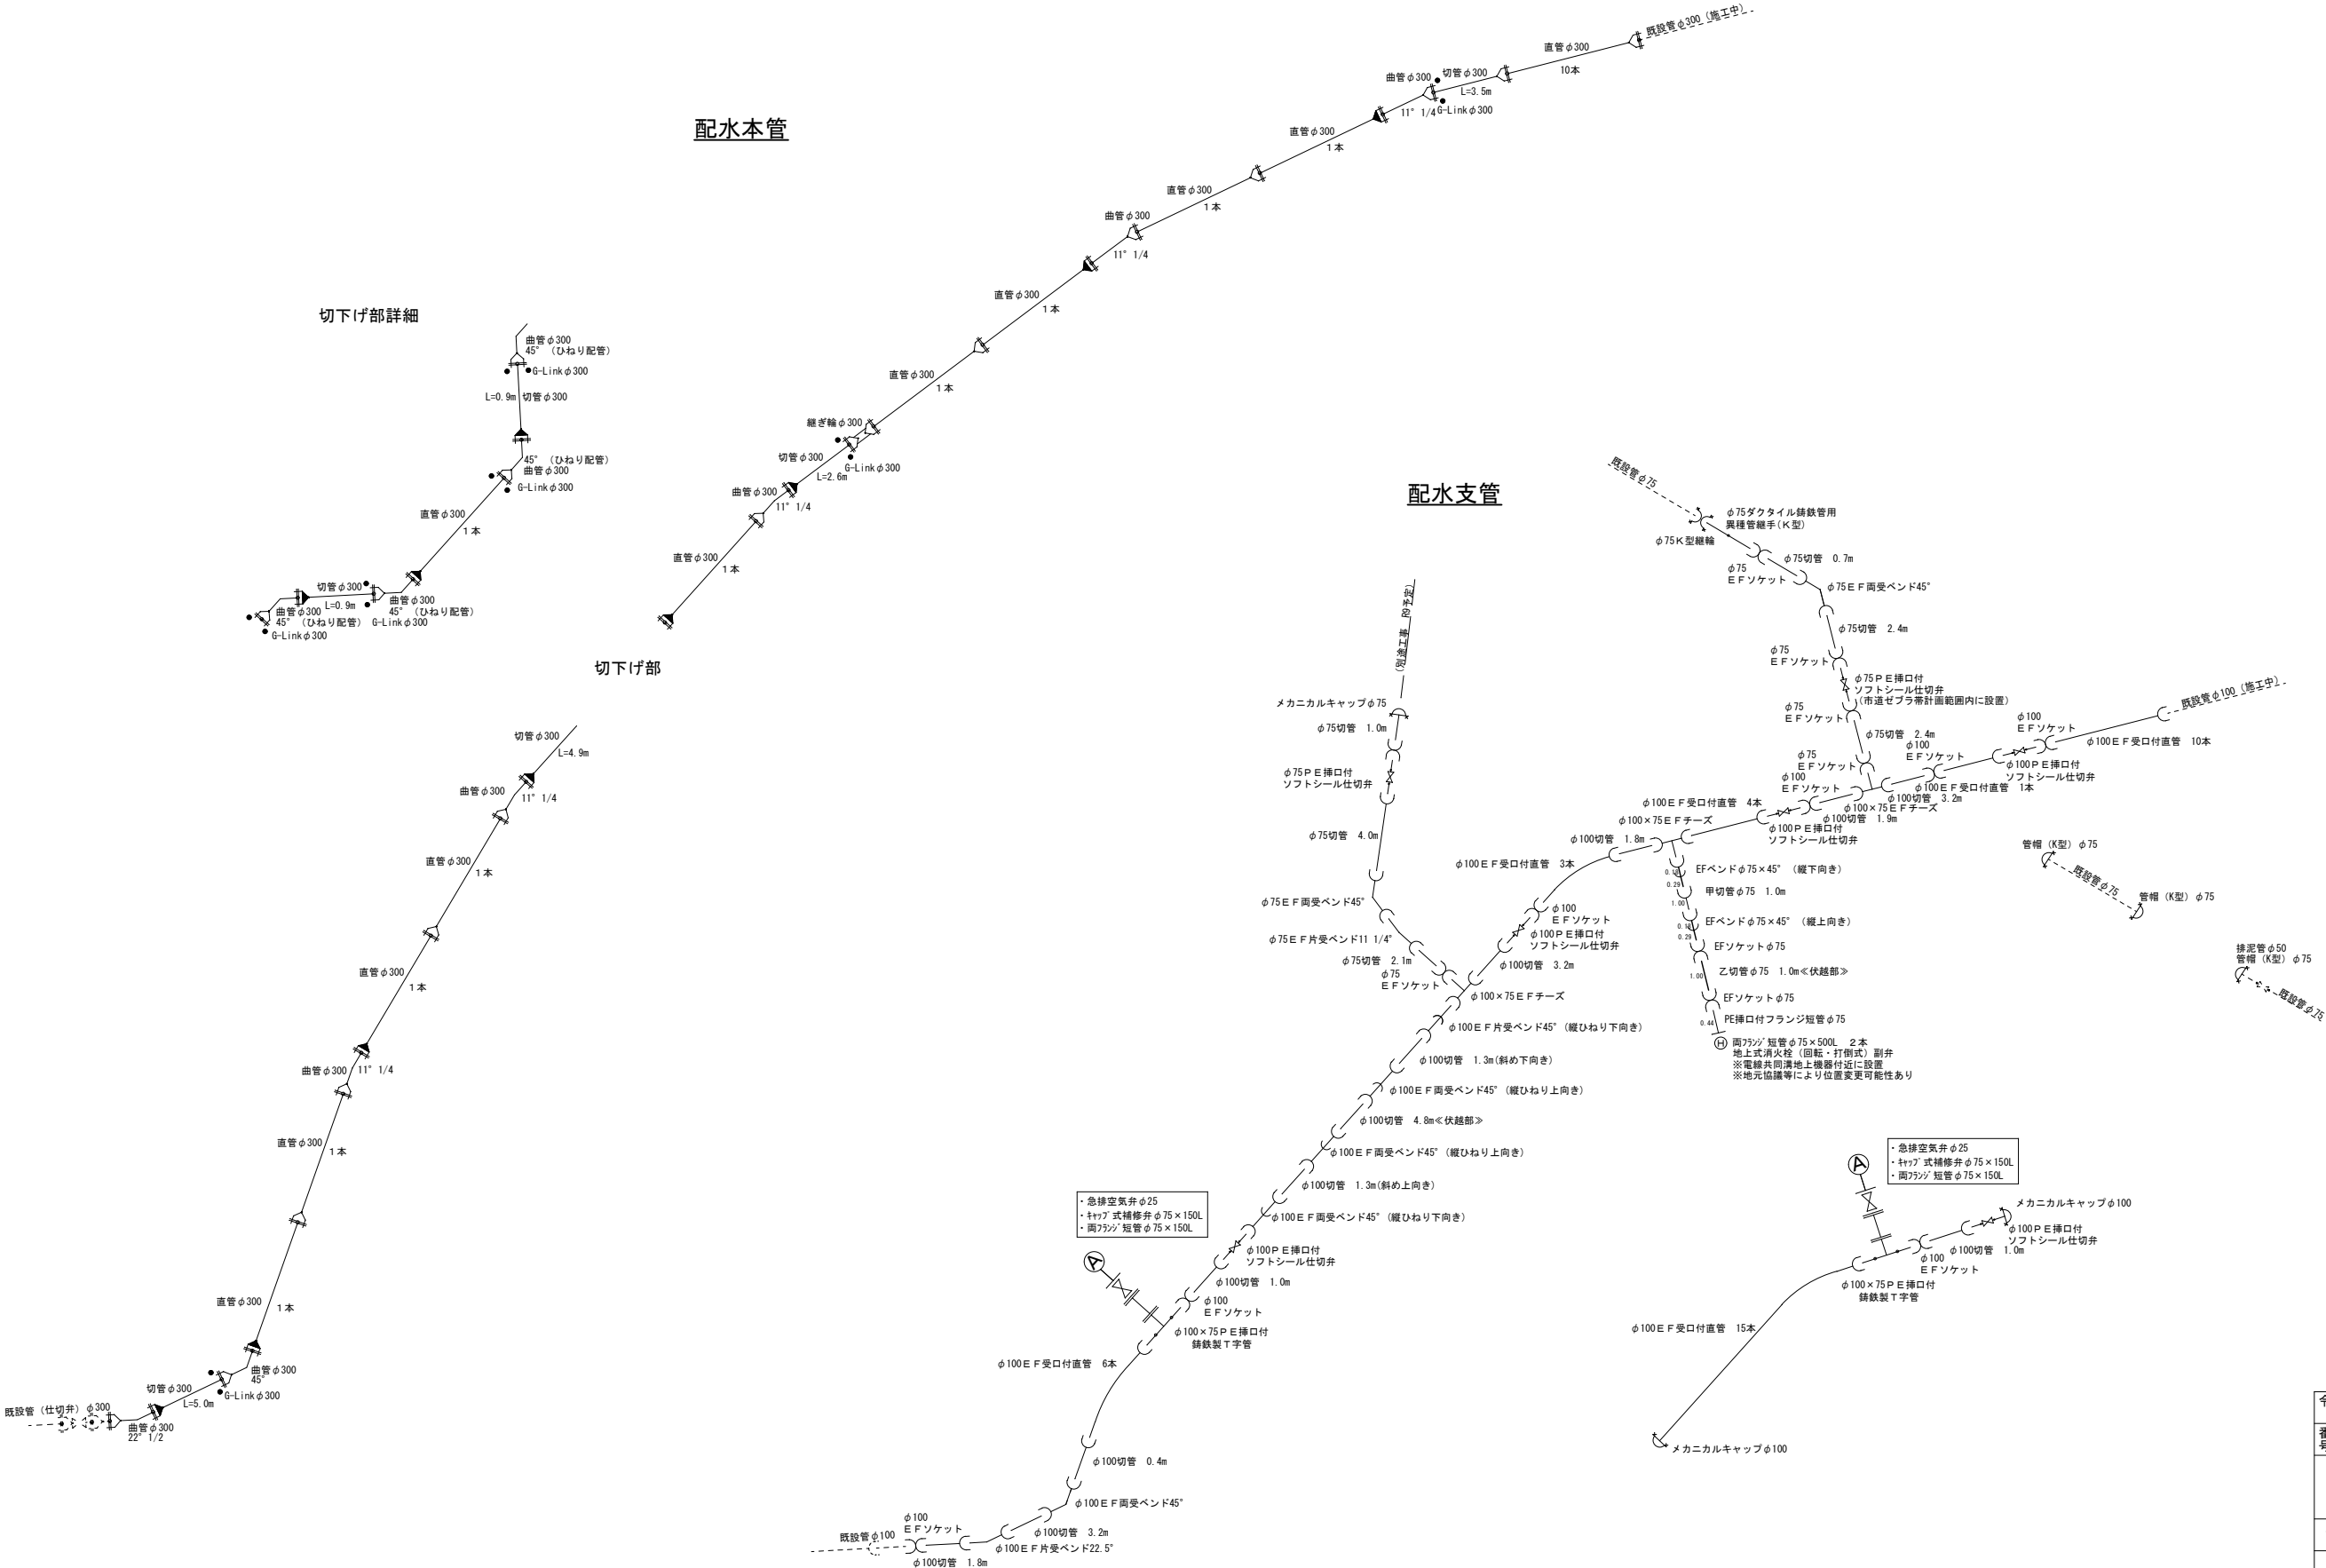 配水本管
既設管φ300(施工中)
直管φ300
10本
曲管φ300
切管φ300
L=3.5m
11° 1/4
G-Linkφ300
直管φ300
1本
直管φ300
1本
曲管φ300
11° 1/4
直管φ300
1本
直管φ300
1本
継ぎ輪φ300
G-Linkφ300
切管φ300
L=2.6m
曲管φ300
11° 1/4
直管φ300
1本
切下げ部詳細
曲管φ300
45° (ひねり配管)
G-Linkφ300
L=0.9m 切管φ300
45° (ひねり配管)
曲管φ300
G-Linkφ300
直管φ300
1本
切管φ300
L=0.9m
曲管φ300
45° (ひねり配管)
G-Linkφ300
曲管φ300
45° (ひねり配管)
G-Linkφ300
切下げ部
切管φ300
L=4.9m
曲管φ300
11° 1/4
直管φ300
1本
直管φ300
1本
曲管φ300
11° 1/4
直管φ300
1本
直管φ300
1本
曲管φ300
45°
G-Linkφ300
切管φ300
L=5.0m
既設管(仕切弁)φ300
曲管φ300
22° 1/2
配水支管
既設管φ75
φ75ダクタイル鋳鉄管用
異種管継手(K型)
φ75K型継輪
φ75切管 0.7m
φ75
EFソケット
φ75EF両受ベンド45°
φ75切管 2.4m
φ75
EFソケット
φ75PE挿口付
ソフトシール仕切弁
(市道ゼブラ帯計画範囲内に設置)
φ75
EFソケット
φ75切管 2.4m
φ75
EFソケット
φ100
EFソケット
φ100
EFソケット
既設管φ100(施工中)
φ100EF受口付直管 10本
φ100PE挿口付
ソフトシール仕切弁
φ100EF受口付直管 1本
φ100切管 3.2m
φ100×75EFチーズ
φ100切管 1.9m
φ100
EFソケット
φ100PE挿口付
ソフトシール仕切弁
φ100EF受口付直管 4本
φ100×75EFチーズ
φ100切管 1.8m
φ100EF受口付直管 3本
(別途工事 R9予定)
メカニカルキャップφ75
φ75切管 1.0m
φ75PE挿口付
ソフトシール仕切弁
φ75切管 4.0m
φ75EF両受ベンド45°
φ75EF片受ベンド11 1/4°
φ75切管 2.1m
φ75
EFソケット
φ100
EFソケット
φ100PE挿口付
ソフトシール仕切弁
φ100切管 3.2m
φ100×75EFチーズ
φ100EF片受ベンド45°(縦ひねり下向き)
φ100切管 1.3m(斜め下向き)
φ100EF両受ベンド45°(縦ひねり上向き)
φ100切管 4.8m≪伏越部≫
φ100EF両受ベンド45°(縦ひねり上向き)
φ100切管 1.3m(斜め上向き)
φ100EF両受ベンド45°(縦ひねり下向き)
φ100PE挿口付
ソフトシール仕切弁
φ100切管 1.0m
φ100
EFソケット
φ100×75PE挿口付
鋳鉄製T字管
・急排空気弁φ25
・キャップ式補修弁φ75×150L
・両フランジ短管φ75×150L
A
φ100EF受口付直管 6本
φ100切管 0.4m
φ100EF両受ベンド45°
φ100切管 3.2m
φ100EF片受ベンド22.5°
φ100
EFソケット
既設管φ100
φ100切管 1.8m
EFベンドφ75×45° (縦下向き)
0.29
甲切管φ75 1.0m
1.00
EFベンドφ75×45° (縦上向き)
0.29
EFソケットφ75
乙切管φ75 1.0m≪伏越部≫
1.00
EFソケットφ75
PE挿口付フランジ短管φ75
0.44
H
両フランジ短管φ75×500L 2本
地上式消火栓(回転・打倒式)副弁
※電線共同溝地上機器付近に設置
※地元協議等により位置変更可能性あり
管帽(K型)φ75
既設管φ75
管帽(K型)φ75
排泥管φ50
管帽(K型)φ75
既設管φ75
・急排空気弁φ25
・キャップ式補修弁φ75×150L
・両フランジ短管φ75×150L
A
メカニカルキャップφ100
φ100PE挿口付
ソフトシール仕切弁
φ100切管 1.0m
φ100
EFソケット
φ100×75PE挿口付
鋳鉄製T字管
φ100EF受口付直管 15本
メカニカルキャップφ100